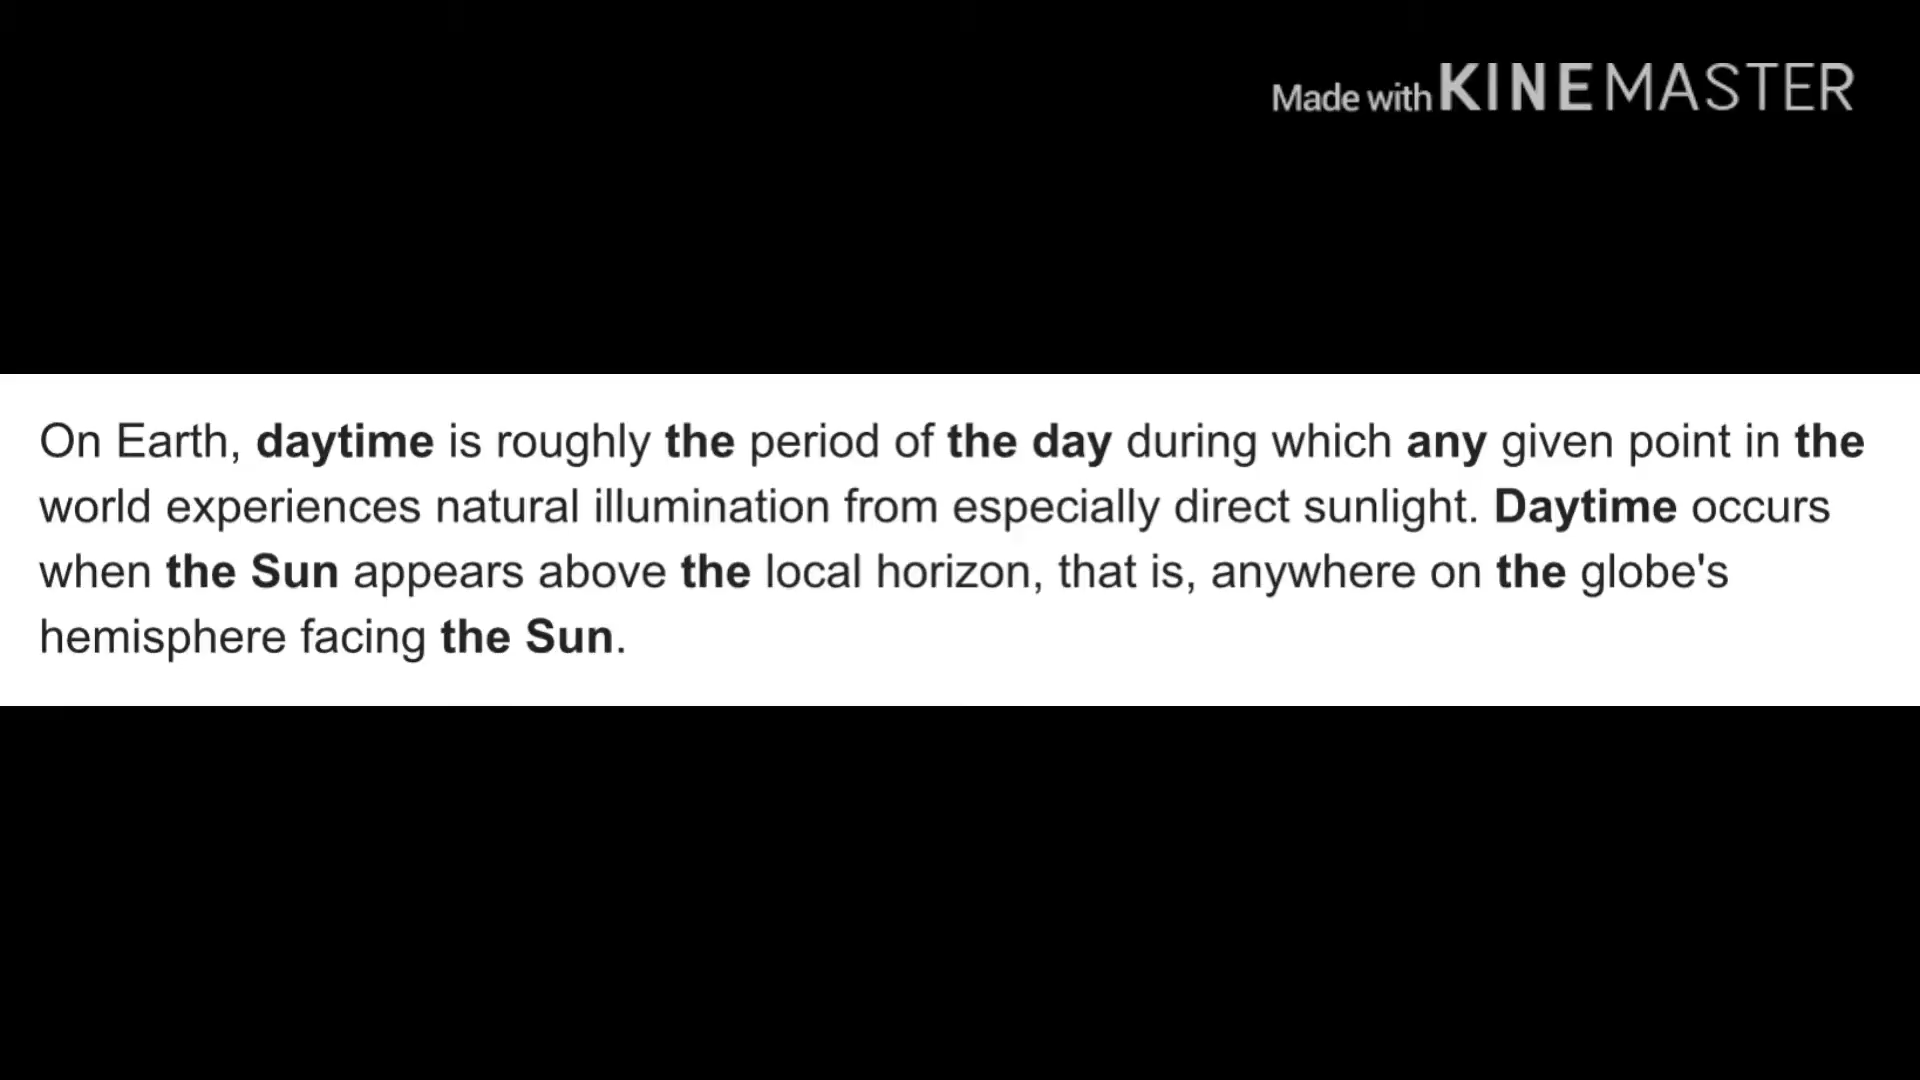 Made with KINEMASTER
On Earth, daytime is roughly the period of the day during which any given point in the
world experiences natural illumination from especially direct sunlight. Daytime occurs
when the Sun appears above the local horizon, that is, anywhere on the globe's
hemisphere facing the Sun.